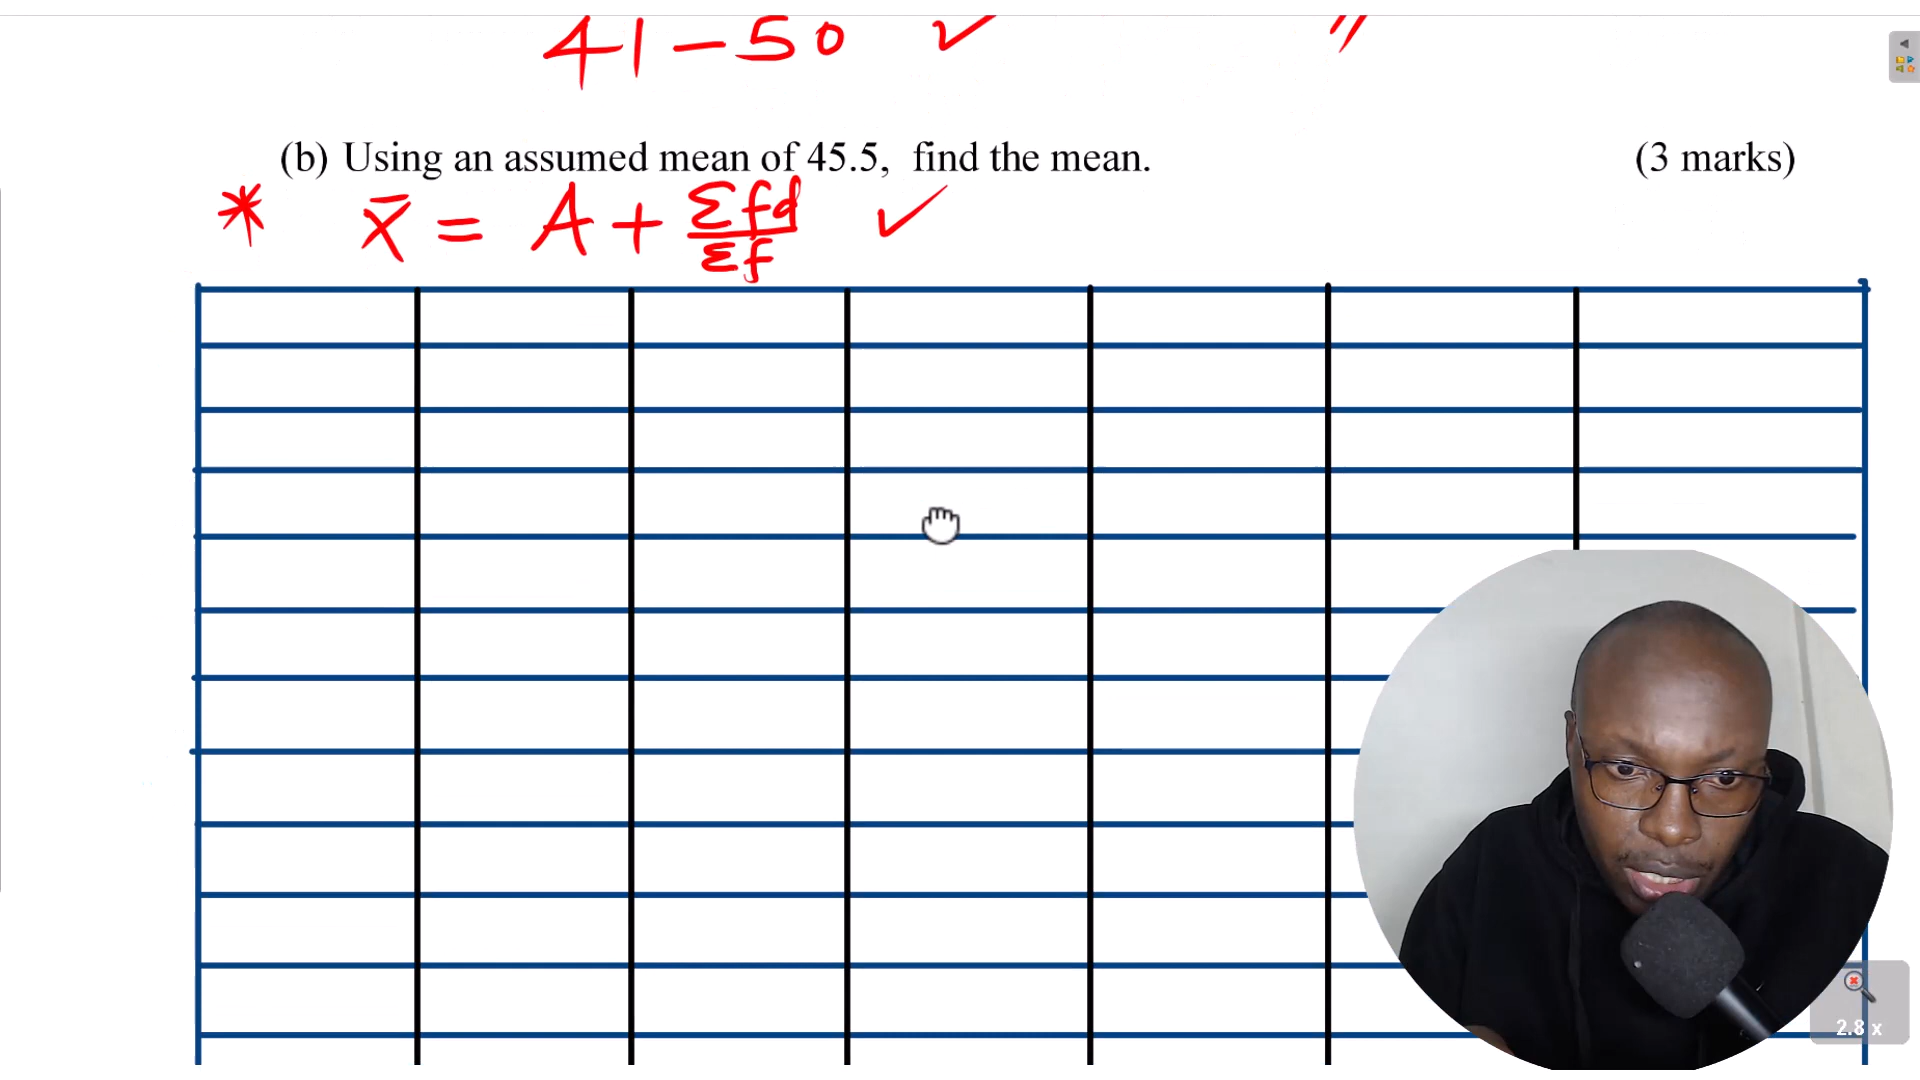 41 – 50 ✓ "
(b) Using an assumed mean of 45.5, find the mean. (3 marks)
* x̄ = A + Σfd/Σf ✓
2.8 x